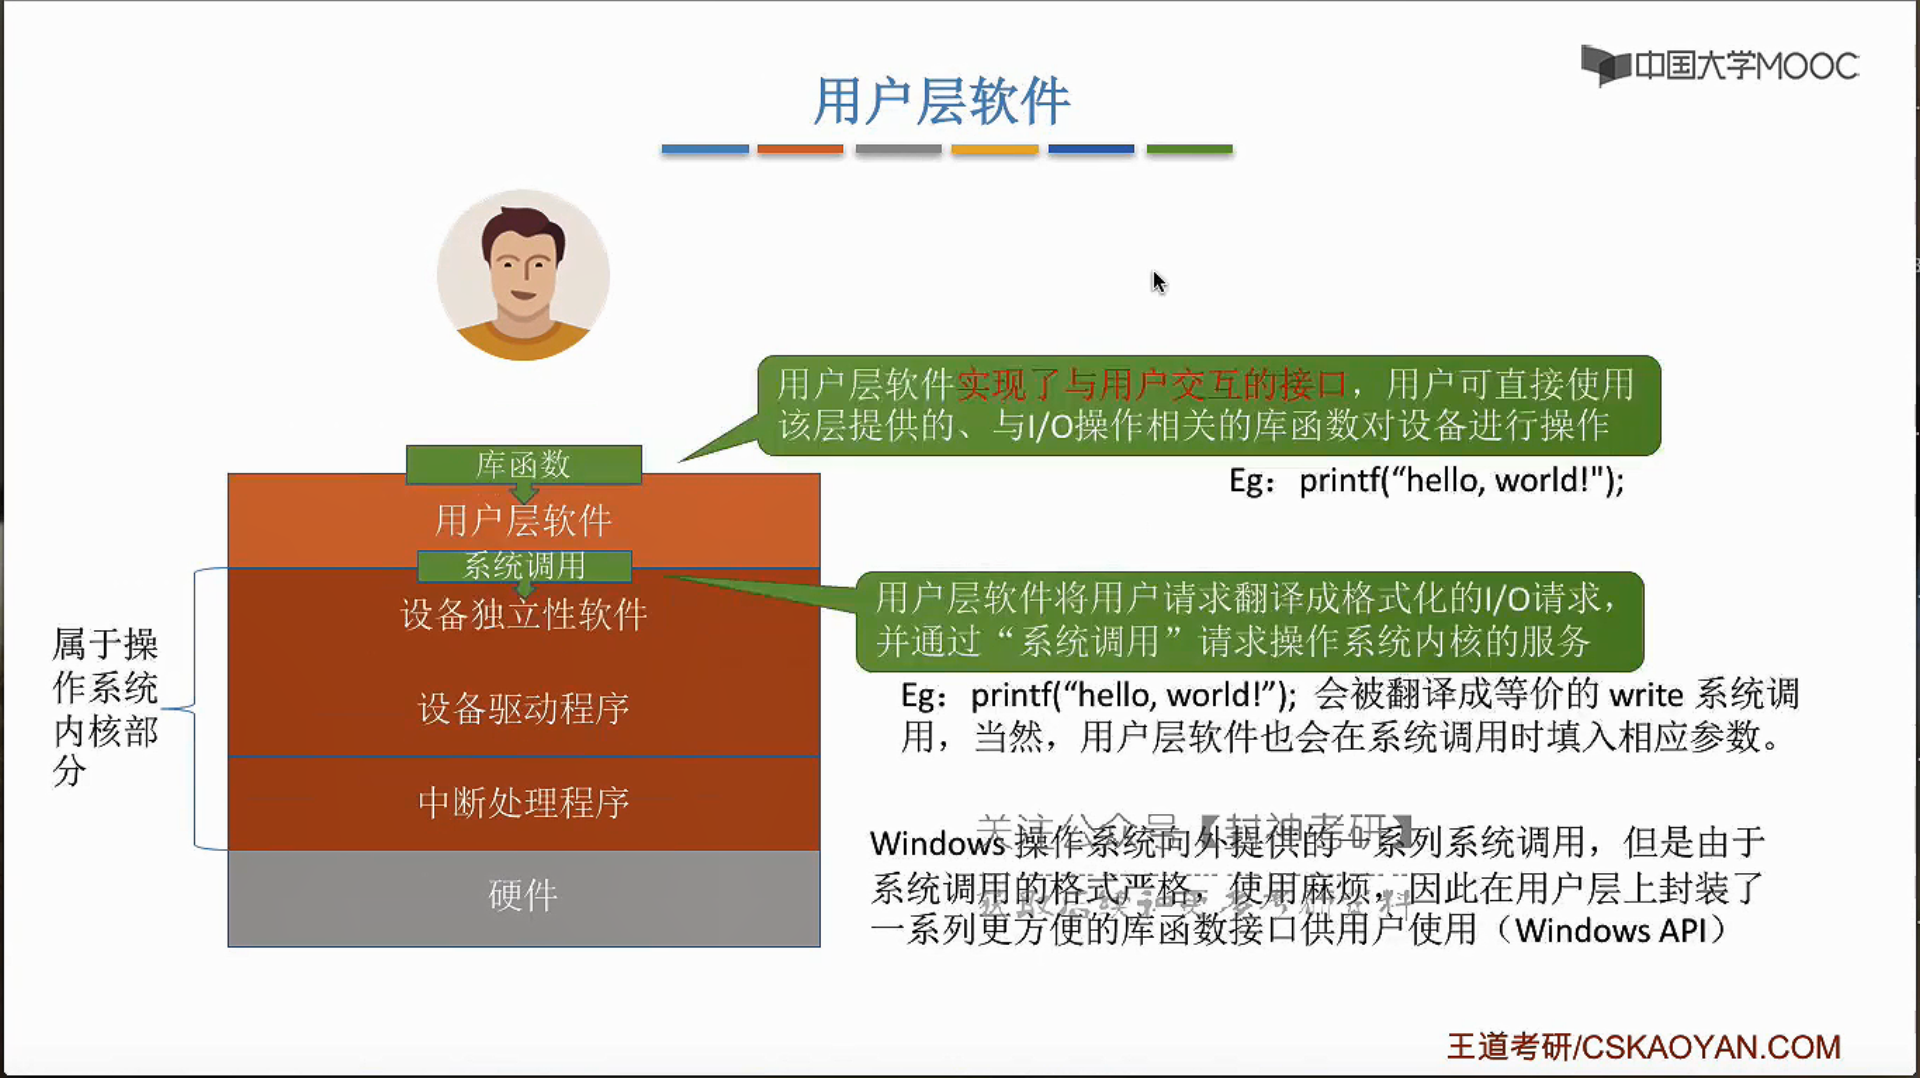 中国大学MOOC
用户层软件
用户层软件实现了与用户交互的接口，用户可直接使用
该层提供的、与I/O操作相关的库函数对设备进行操作
Eg： printf(“hello, world!");
库函数
用户层软件
系统调用
设备独立性软件
设备驱动程序
中断处理程序
硬件
属于操
作系统
内核部
分
用户层软件将用户请求翻译成格式化的I/O请求，
并通过“系统调用”请求操作系统内核的服务
Eg： printf(“hello, world!”); 会被翻译成等价的 write 系统调
用，当然，用户层软件也会在系统调用时填入相应参数。
关注公众号【封神考研】
Windows 操作系统向外提供的一系列系统调用，但是由于
系统调用的格式严格，使用麻烦，因此在用户层上封装了
一系列更方便的库函数接口供用户使用（Windows API）
王道考研/CSKAOYAN.COM